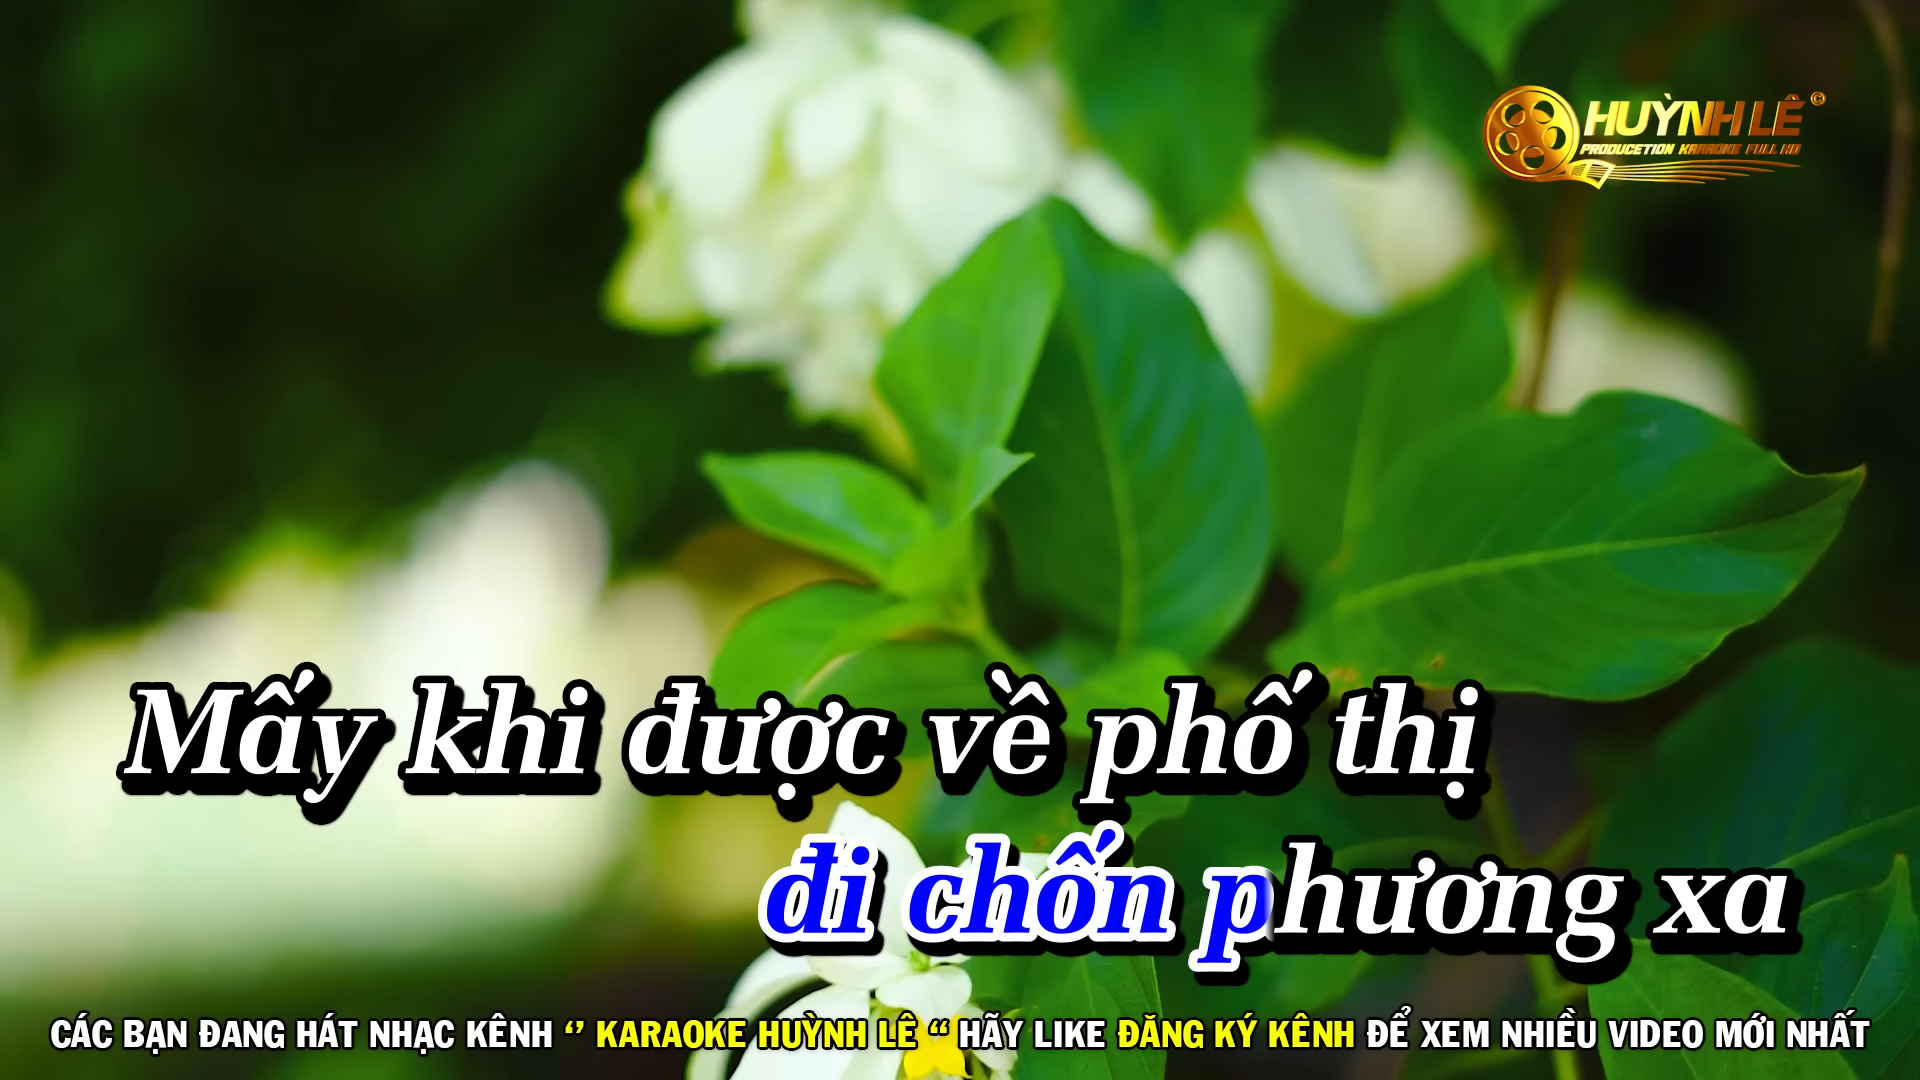 HUỲNH LÊ ©
PRODUCETION KARAOKE FULL HD
Mấy khi được về phố thị
đi chốn phương xa
CÁC BẠN ĐANG HÁT NHẠC KÊNH ‘’ KARAOKE HUỲNH LÊ “ HÃY LIKE ĐĂNG KÝ KÊNH ĐỂ XEM NHIỀU VIDEO MỚI NHẤT